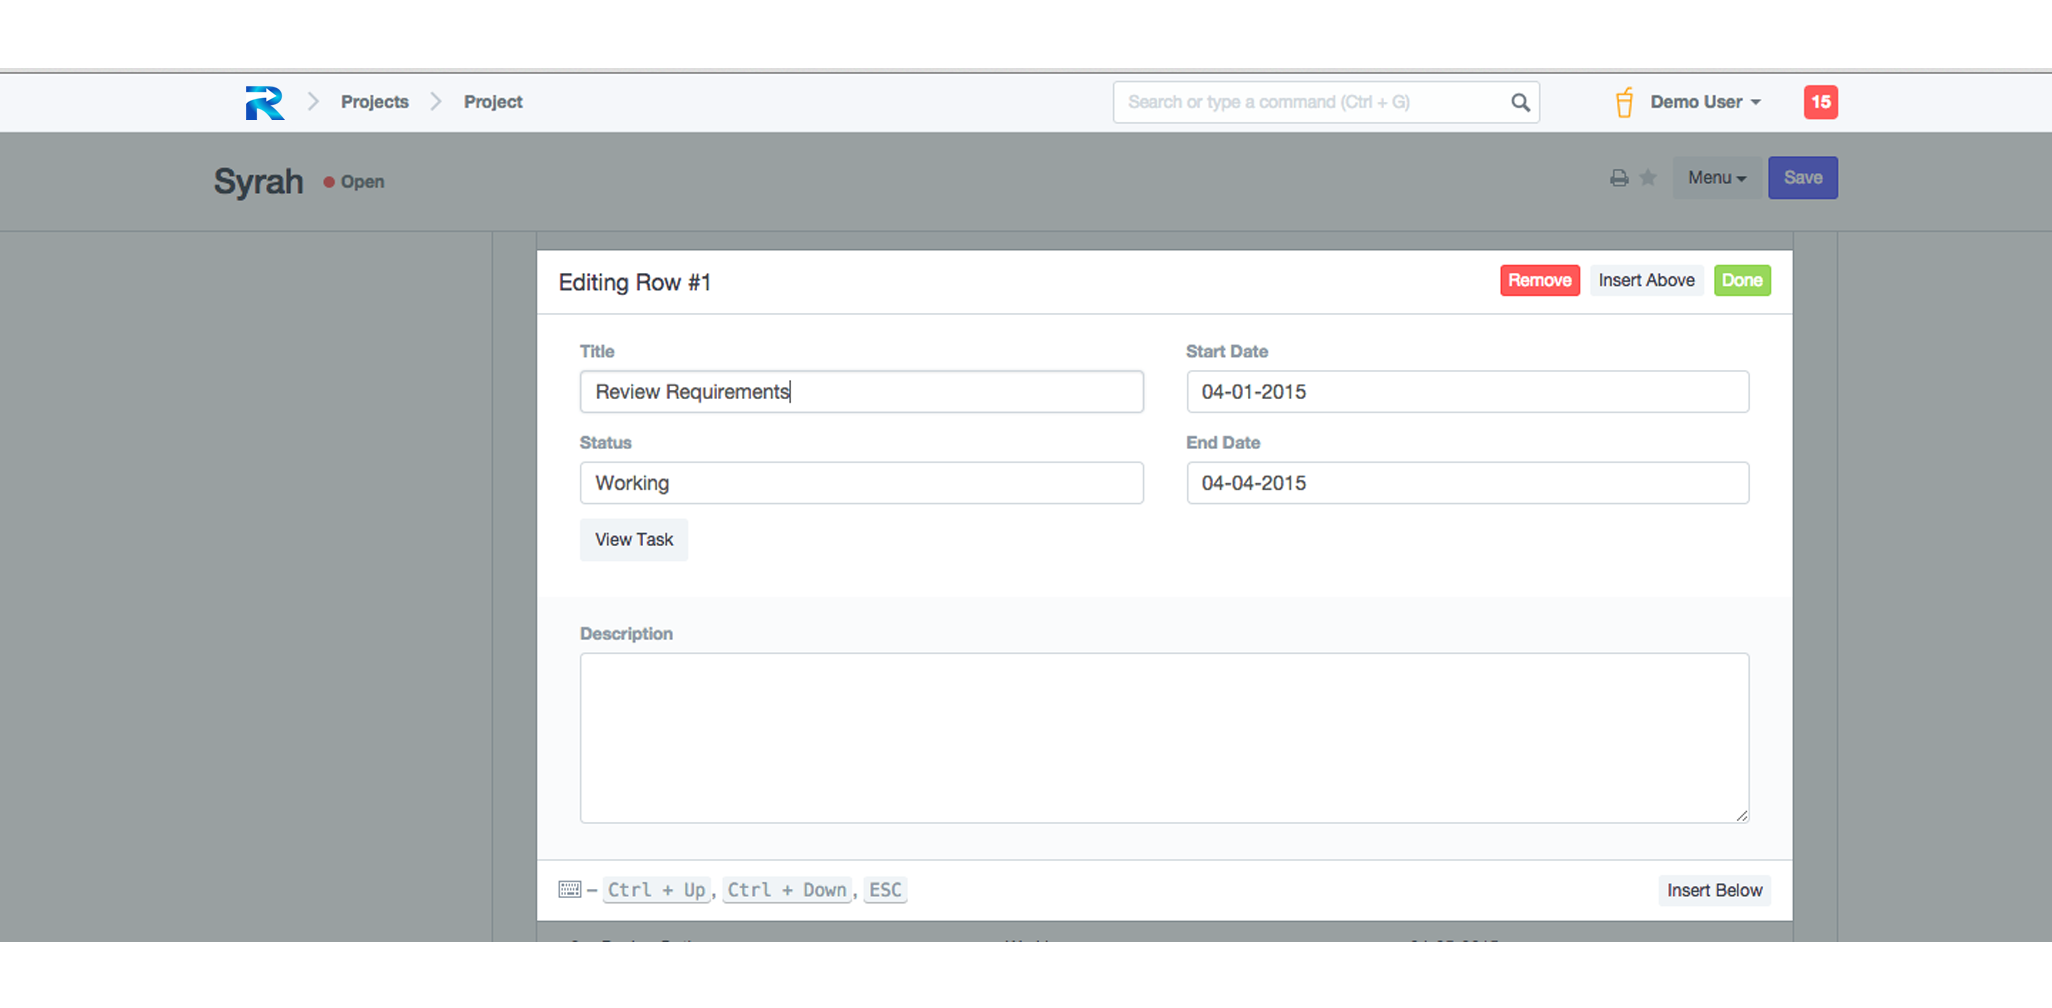 Projects Project Search or type a command (Ctrl + G) Demo User 15
Syrah Open Menu Save
Editing Row #1 Remove Insert Above Done
Title Start Date
Review Requirements 04-01-2015
Status End Date
Working 04-04-2015
View Task
Description
– Ctrl + Up, Ctrl + Down, ESC Insert Below